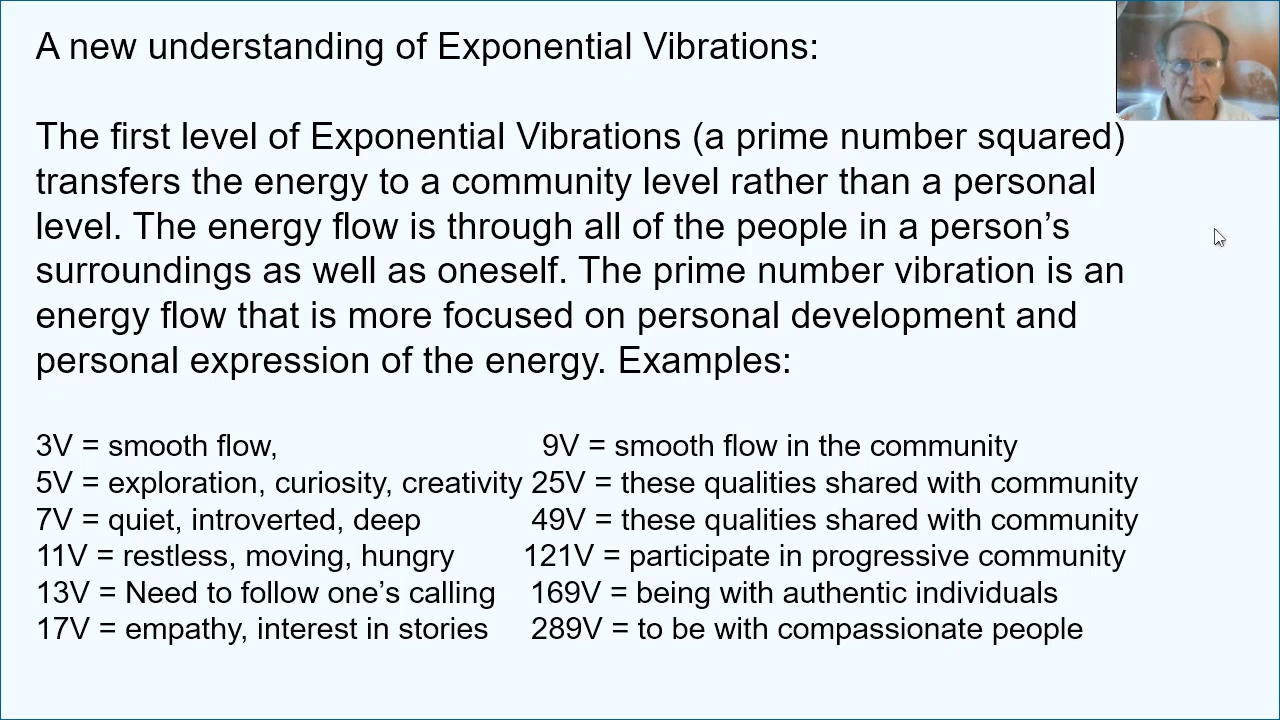 A new understanding of Exponential Vibrations:
The first level of Exponential Vibrations (a prime number squared)
transfers the energy to a community level rather than a personal
level. The energy flow is through all of the people in a person’s
surroundings as well as oneself. The prime number vibration is an
energy flow that is more focused on personal development and
personal expression of the energy. Examples:
3V = smooth flow, 9V = smooth flow in the community
5V = exploration, curiosity, creativity 25V = these qualities shared with community
7V = quiet, introverted, deep 49V = these qualities shared with community
11V = restless, moving, hungry 121V = participate in progressive community
13V = Need to follow one’s calling 169V = being with authentic individuals
17V = empathy, interest in stories 289V = to be with compassionate people